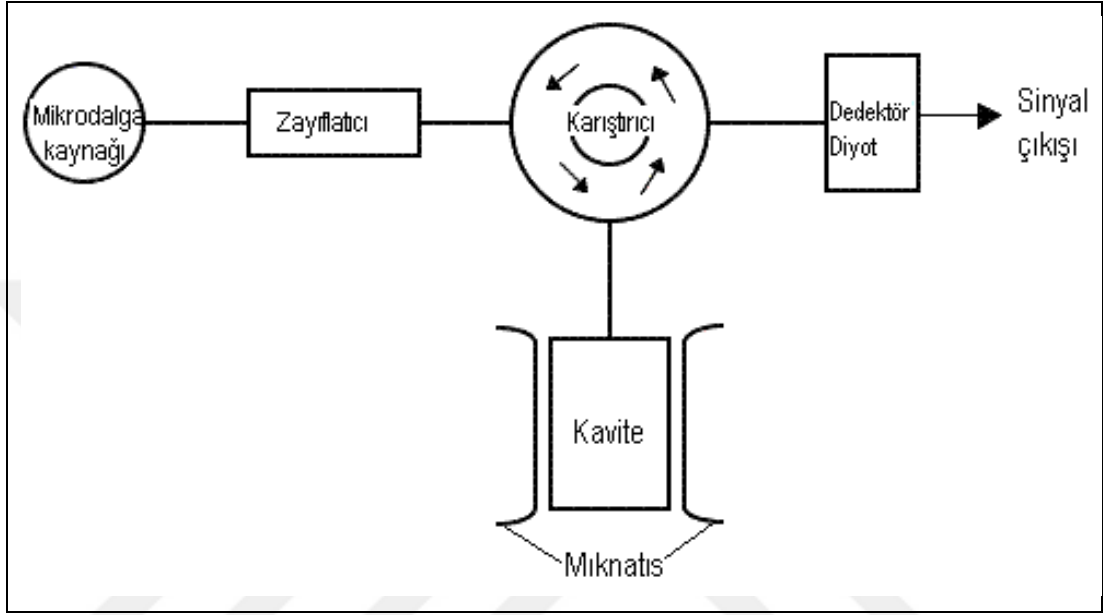 Mikrodalga
kaynağı
Zayıflatıcı
Karıştırıcı
Dedektör
Diyot
Sinyal
çıkışı
Kavite
Mıknatıs